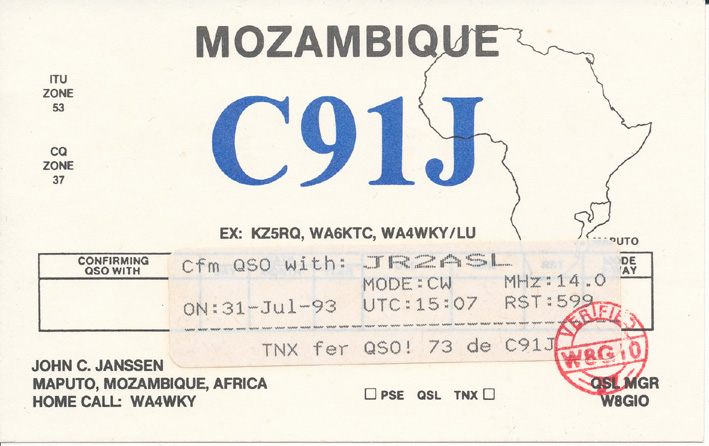 MOZAMBIQUE
ITU
ZONE
53
C91J
CQ
ZONE
37
EX: KZ5RQ, WA6KTC, WA4WKY/LU
MAPUTO
CONFIRMING
QSO WITH
Cfm QSO with: JR2ASL
MODE:CW MHz:14.0
ON:31-Jul-93 UTC:15:07 RST:599
TNX fer QSO! 73 de C91J
VERIFIED
W8GIO
JOHN C. JANSSEN
MAPUTO, MOZAMBIQUE, AFRICA
HOME CALL: WA4WKY
PSE QSL TNX
QSL MGR
W8GIO